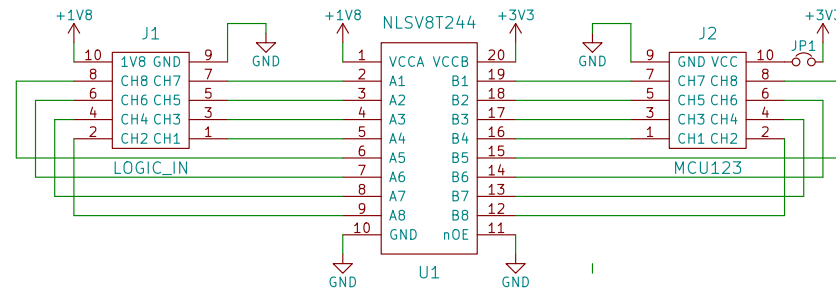 +1V8
+1V8
NLSV8T244
+3V3
+3V3
J1
J2
JP1
10 1V8 GND 9
GND
1 VCCA VCCB 20
GND
9 GND VCC 10
8 CH8 CH7 7
2 A1 B1 19
7 CH7 CH8 8
6 CH6 CH5 5
3 A2 B2 18
5 CH5 CH6 6
4 CH4 CH3 3
4 A3 B3 17
3 CH3 CH4 4
2 CH2 CH1 1
5 A4 B4 16
1 CH1 CH2 2
LOGIC_IN
6 A5 B5 15
MCU123
7 A6 B6 14
8 A7 B7 13
9 A8 B8 12
10 GND nOE 11
GND
U1
GND